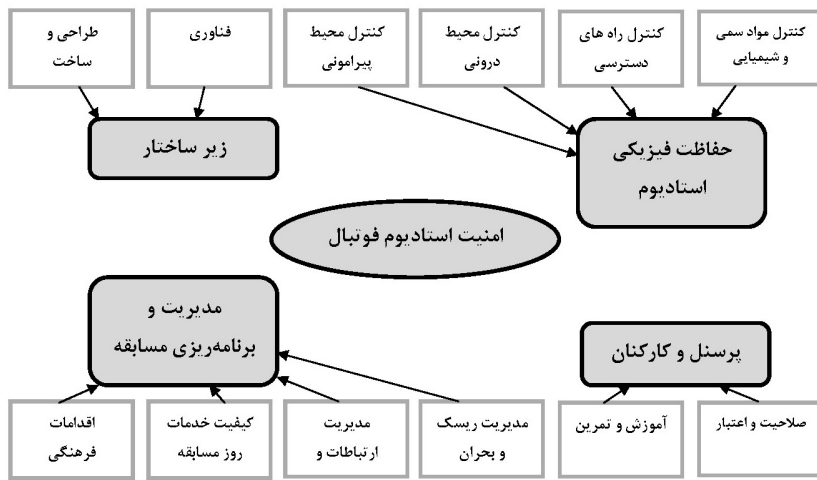 کنترل مواد سمی
و شیمیایی
کنترل راه های
دسترسی
کنترل محیط
درونی
کنترل محیط
پیرامونی
فناوری
طراحی و
ساخت
حفاظت فیزیکی
استادیوم
زیر ساختار
امنیت استادیوم فوتبال
پرسنل و کارکنان
مدیریت و
برنامه‌ریزی مسابقه
صلاحیت و اعتبار
آموزش و تمرین
مدیریت ریسک
و بحران
مدیریت
ارتباطات و
کیفیت خدمات
روز مسابقه
اقدامات
فرهنگی